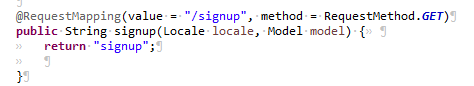 @RequestMapping(value = "/signup", method = RequestMethod.GET)
public String signup(Locale locale, Model model) {
return "signup";
}